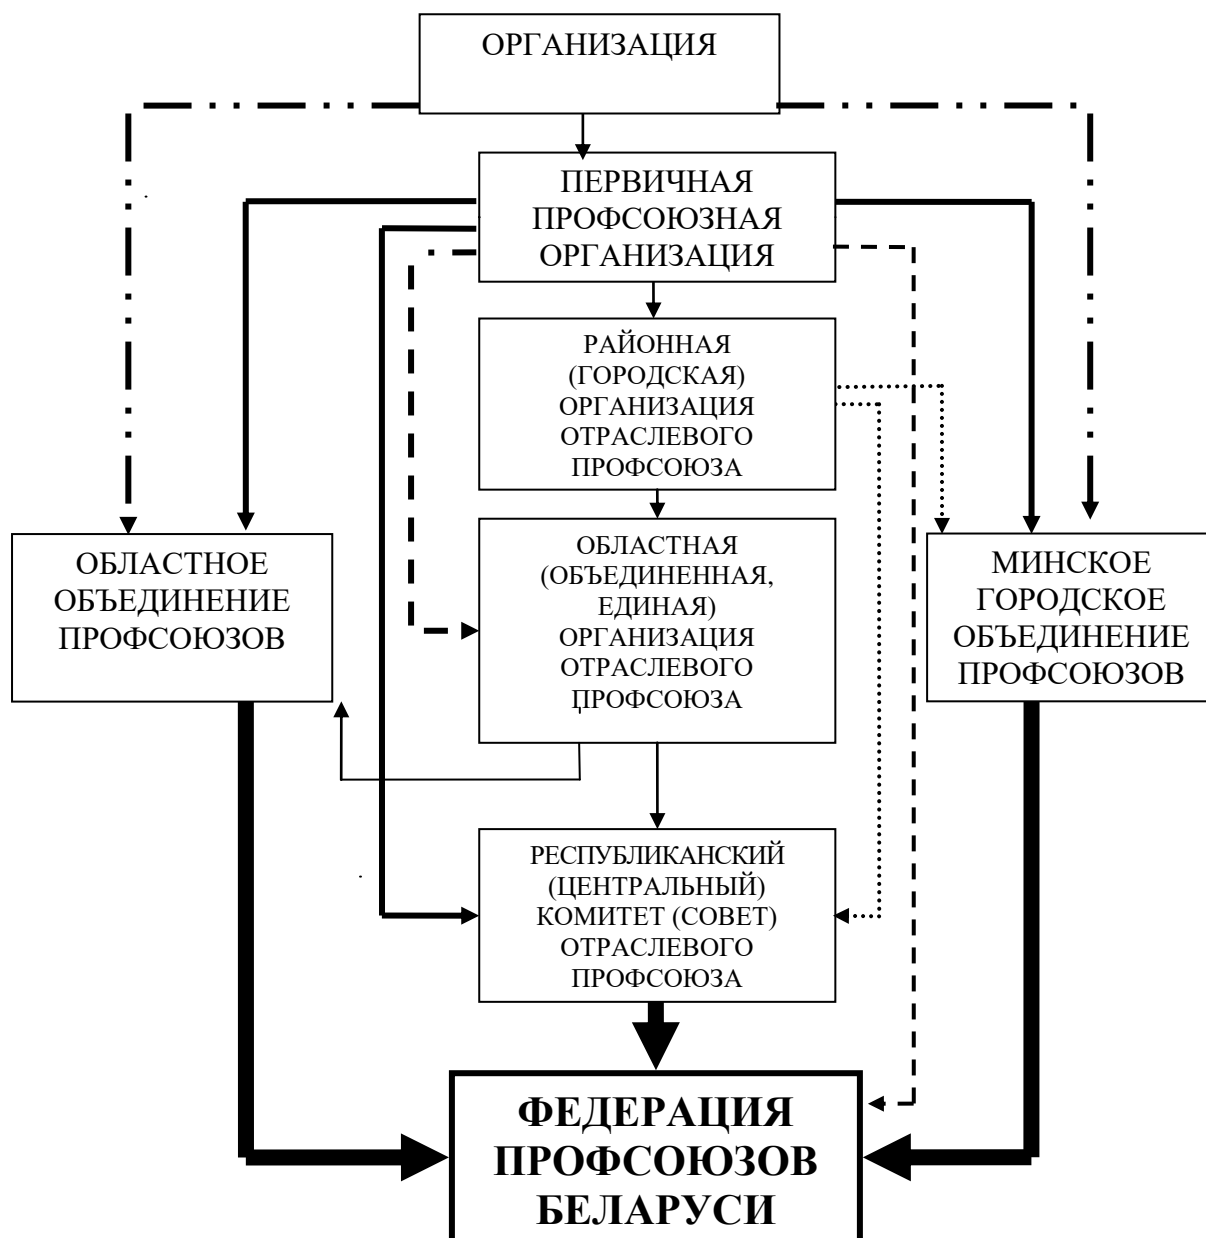 ОРГАНИЗАЦИЯ
ПЕРВИЧНАЯ
ПРОФСОЮЗНАЯ
ОРГАНИЗАЦИЯ
РАЙОННАЯ
(ГОРОДСКАЯ)
ОРГАНИЗАЦИЯ
ОТРАСЛЕВОГО
ПРОФСОЮЗА
ОБЛАСТНОЕ
ОБЪЕДИНЕНИЕ
ПРОФСОЮЗОВ
ОБЛАСТНАЯ
(ОБЪЕДИНЕННАЯ,
ЕДИНАЯ)
ОРГАНИЗАЦИЯ
ОТРАСЛЕВОГО
ПРОФСОЮЗА
МИНСКОЕ
ГОРОДСКОЕ
ОБЪЕДИНЕНИЕ
ПРОФСОЮЗОВ
РЕСПУБЛИКАНСКИЙ
(ЦЕНТРАЛЬНЫЙ)
КОМИТЕТ (СОВЕТ)
ОТРАСЛЕВОГО
ПРОФСОЮЗА
ФЕДЕРАЦИЯ
ПРОФСОЮЗОВ
БЕЛАРУСИ